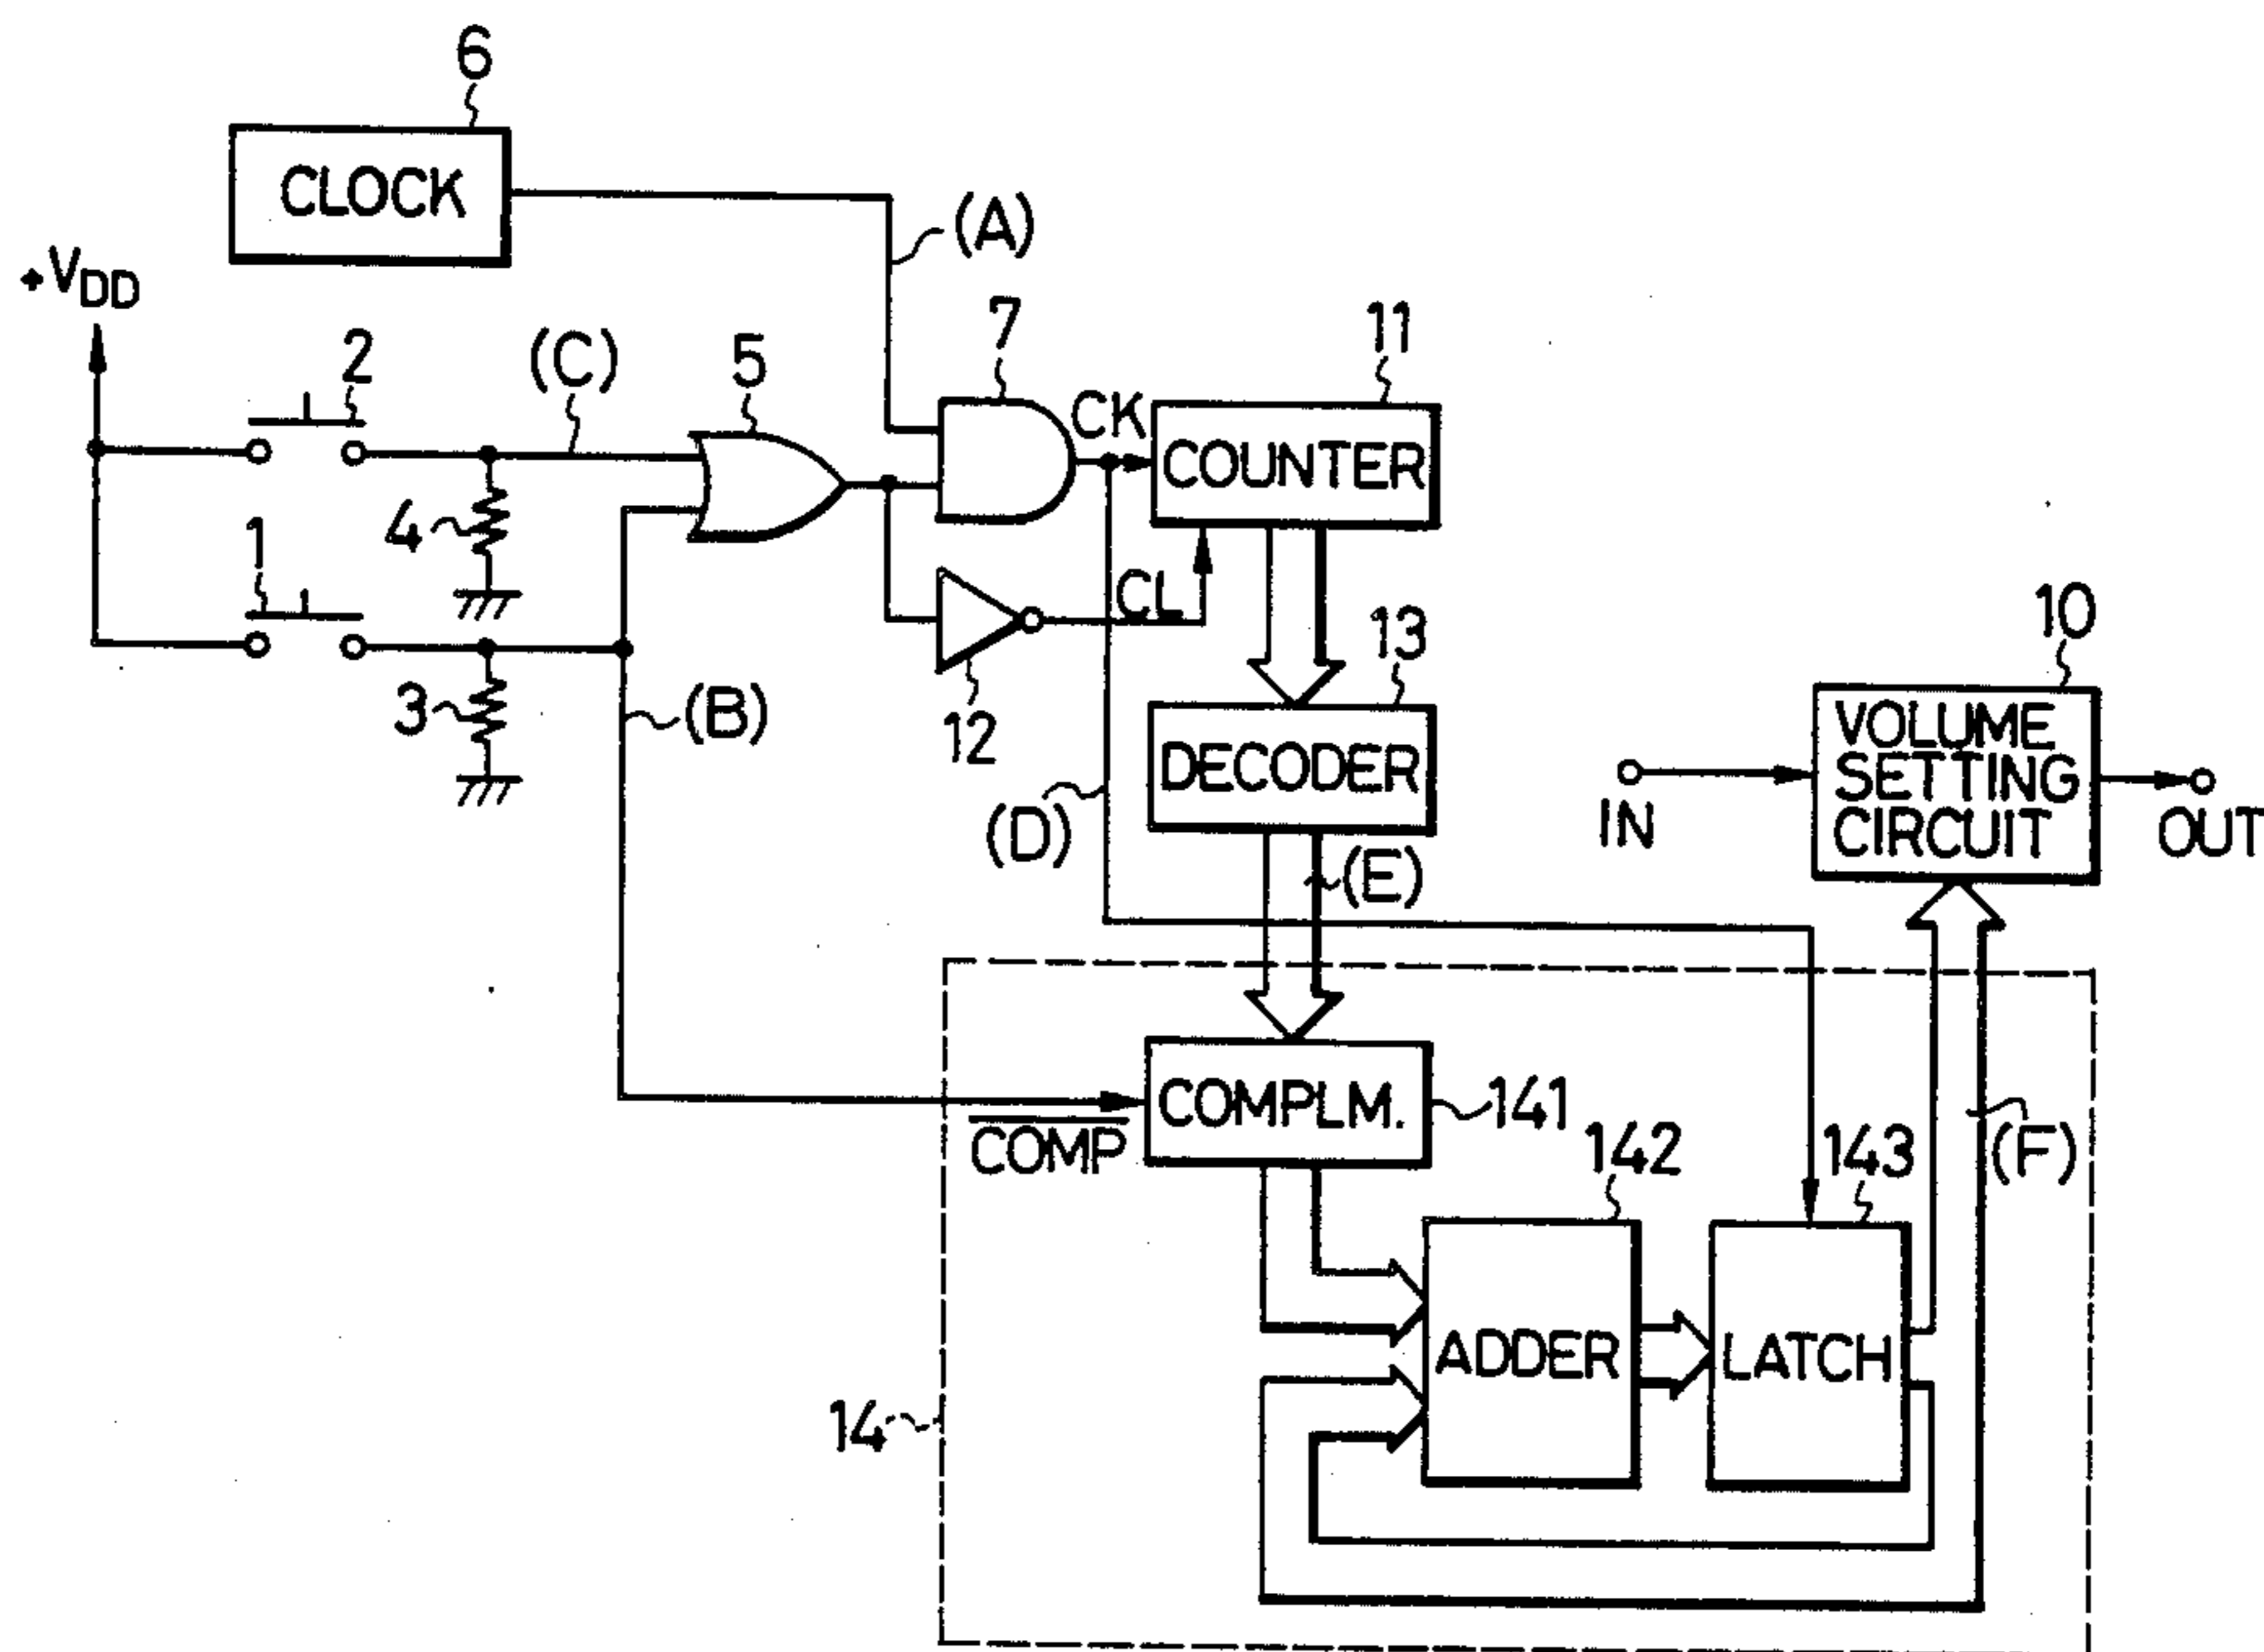 6
CLOCK
(A)
+VDD
2
(C)
5
7
CK
11
COUNTER
4
1
CL
13
10
3
(B)
12
DECODER
VOLUME
SETTING
CIRCUIT
IN
OUT
(D)
(E)
COMPLM.
141
COMP
142
143
(F)
ADDER
LATCH
14